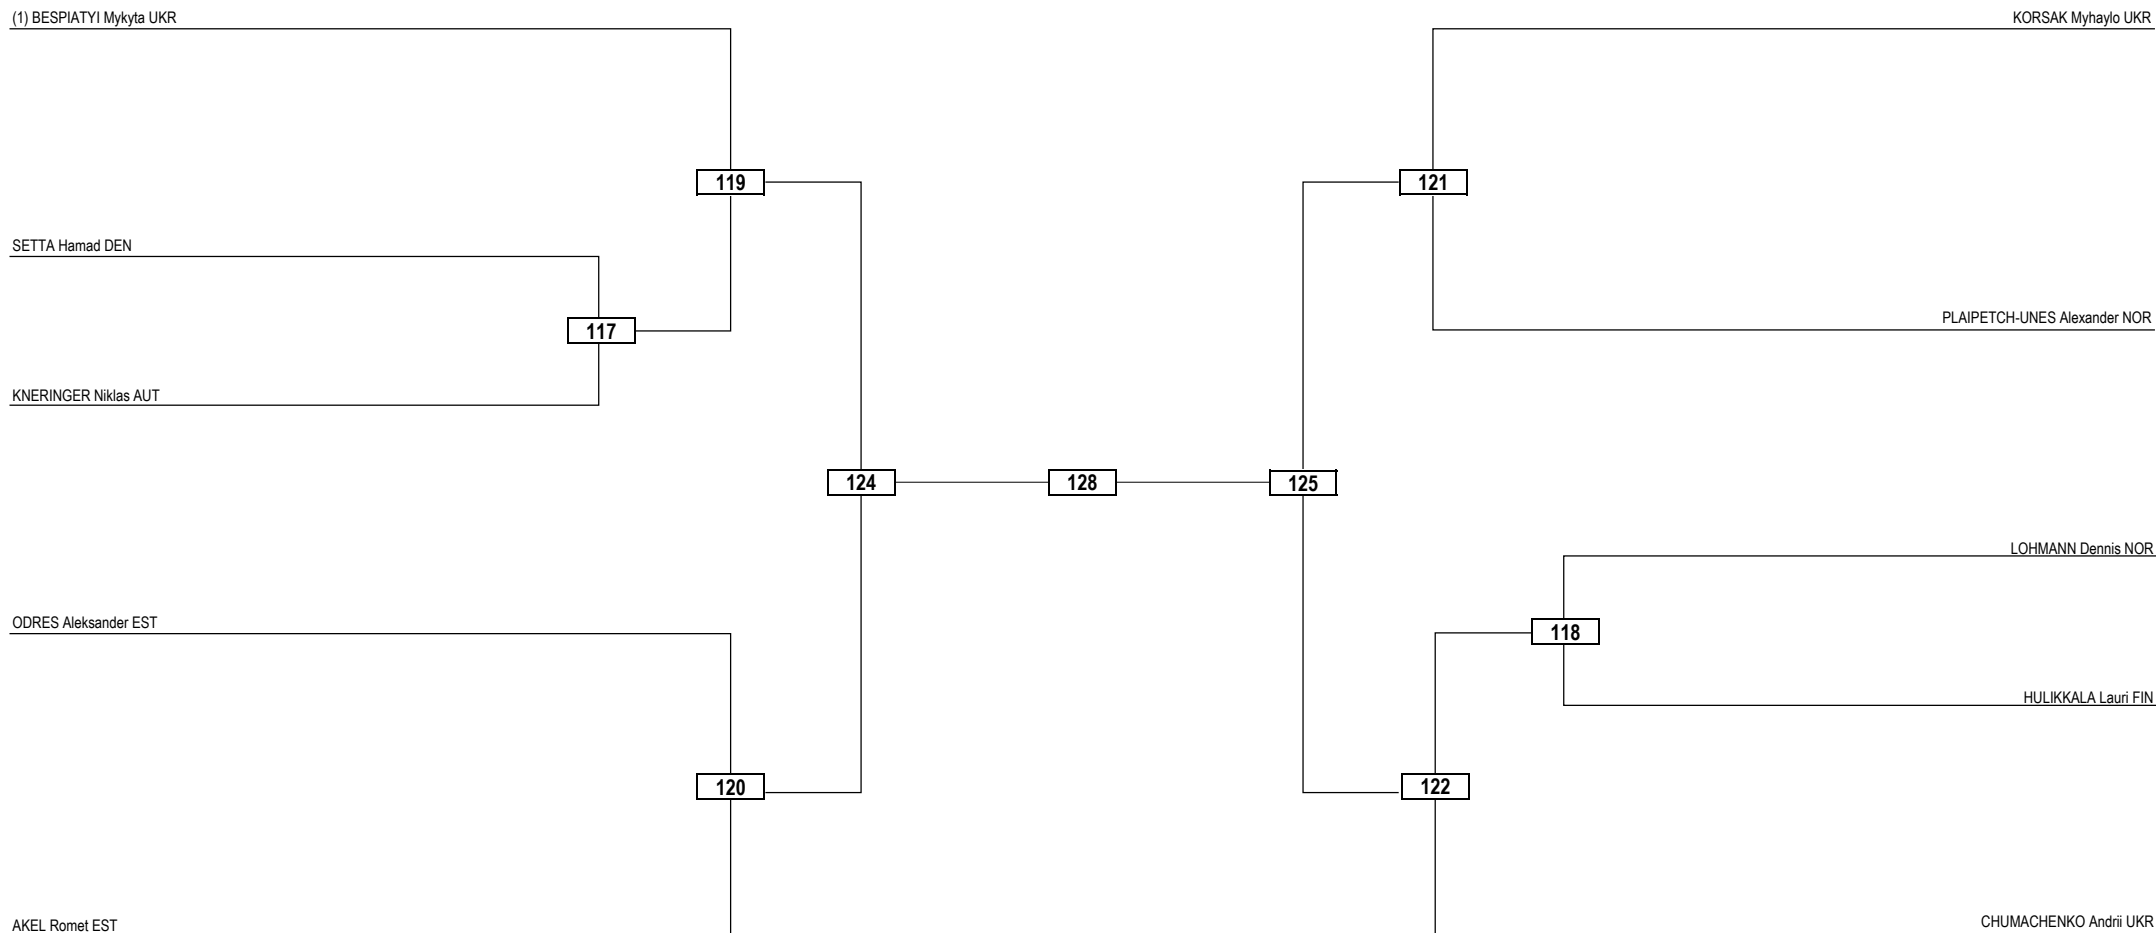 (1) BESPIATYI Mykyta UKR
KORSAK Myhaylo UKR
119
121
SETTA Hamad DEN
PLAIPETCH-UNES Alexander NOR
117
KNERINGER Niklas AUT
124
128
125
LOHMANN Dennis NOR
ODRES Aleksander EST
118
HULIKKALA Lauri FIN
120
122
AKEL Romet EST
CHUMACHENKO Andrii UKR